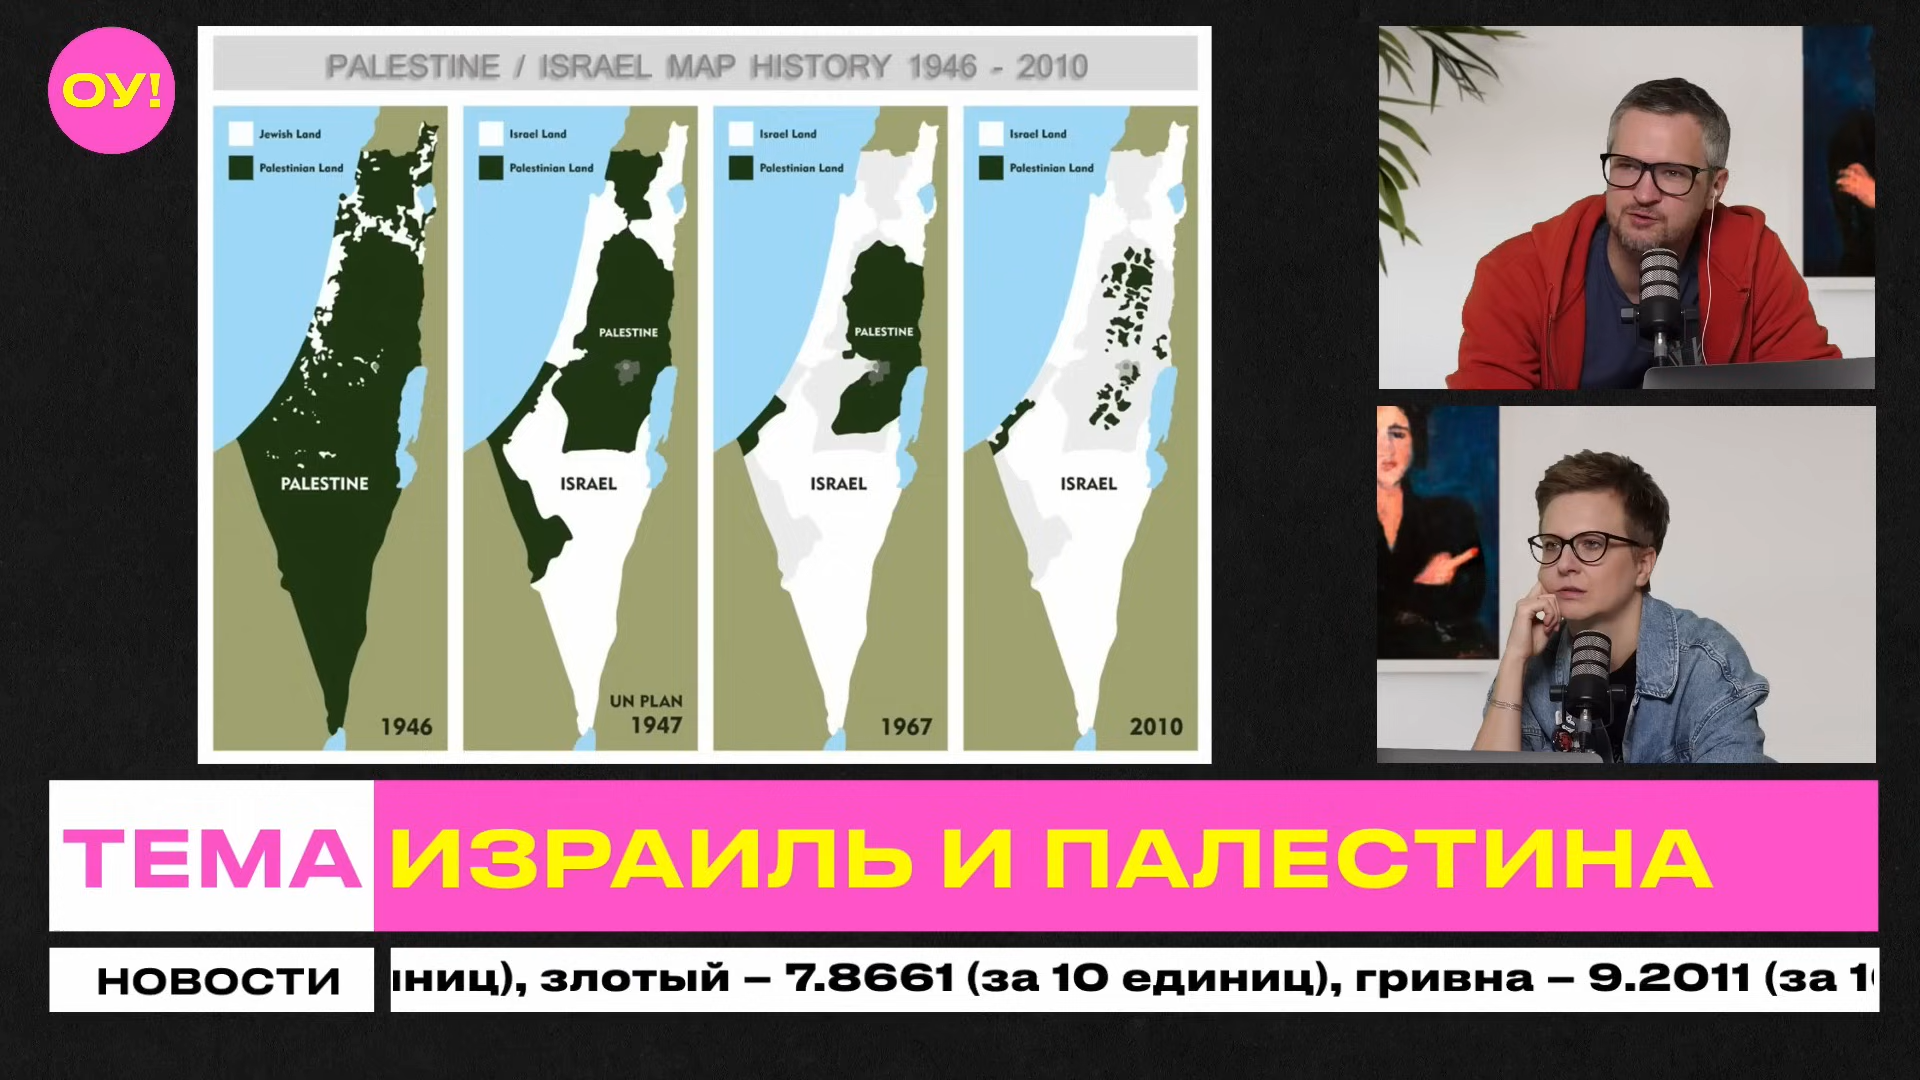 ОУ!
PALESTINE / ISRAEL MAP HISTORY 1946 - 2010
Jewish Land
Palestinian Land
PALESTINE
1946
Israel Land
Palestinian Land
PALESTINE
ISRAEL
UN PLAN
1947
Israel Land
Palestinian Land
PALESTINE
ISRAEL
1967
Israel Land
Palestinian Land
ISRAEL
2010
ТЕМА
ИЗРАИЛЬ И ПАЛЕСТИНА
НОВОСТИ
иниц), злотый – 7.8661 (за 10 единиц), гривна – 9.2011 (за 1